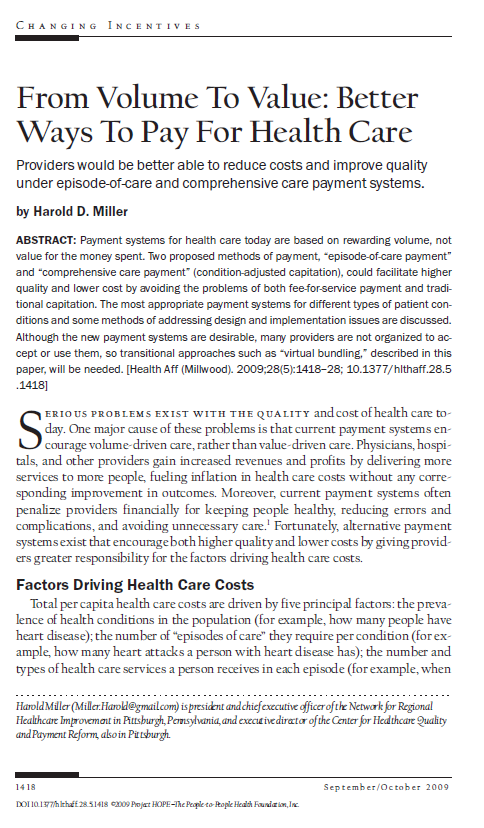 CHANGING INCENTIVES
From Volume To Value: Better
Ways To Pay For Health Care
Providers would be better able to reduce costs and improve quality
under episode-of-care and comprehensive care payment systems.
by Harold D. Miller
ABSTRACT: Payment systems for health care today are based on rewarding volume, not
value for the money spent. Two proposed methods of payment, “episode-of-care payment”
and “comprehensive care payment” (condition-adjusted capitation), could facilitate higher
quality and lower cost by avoiding the problems of both fee-for-service payment and tradi-
tional capitation. The most appropriate payment systems for different types of patient con-
ditions and some methods of addressing design and implementation issues are discussed.
Although the new payment systems are desirable, many providers are not organized to ac-
cept or use them, so transitional approaches such as “virtual bundling,” described in this
paper, will be needed. [Health Aff (Millwood). 2009;28(5):1418–28; 10.1377/hlthaff.28.5
.1418]
SERIOUS PROBLEMS EXIST WITH THE QUALITY and cost of health care to-
day. One major cause of these problems is that current payment systems en-
courage volume-driven care, rather than value-driven care. Physicians, hospi-
tals, and other providers gain increased revenues and profits by delivering more
services to more people, fueling inflation in health care costs without any corre-
sponding improvement in outcomes. Moreover, current payment systems often
penalize providers financially for keeping people healthy, reducing errors and
complications, and avoiding unnecessary care.1 Fortunately, alternative payment
systems exist that encourage both higher quality and lower costs by giving provid-
ers greater responsibility for the factors driving health care costs.
Factors Driving Health Care Costs
Total per capita health care costs are driven by five principal factors: the preva-
lence of health conditions in the population (for example, how many people have
heart disease); the number of “episodes of care” they require per condition (for ex-
ample, how many heart attacks a person with heart disease has); the number and
types of health care services a person receives in each episode (for example, when
Harold Miller (Miller.Harold@gmail.com) is president and chief executive officer of the Network for Regional
Healthcare Improvement in Pittsburgh, Pennsylvania, and executive director of the Center for Healthcare Quality
and Payment Reform, also in Pittsburgh.
1418 September/October 2009
DOI 10.1377/hlthaff.28.5.1418 ©2009 Project HOPE–The People-to-People Health Foundation, Inc.